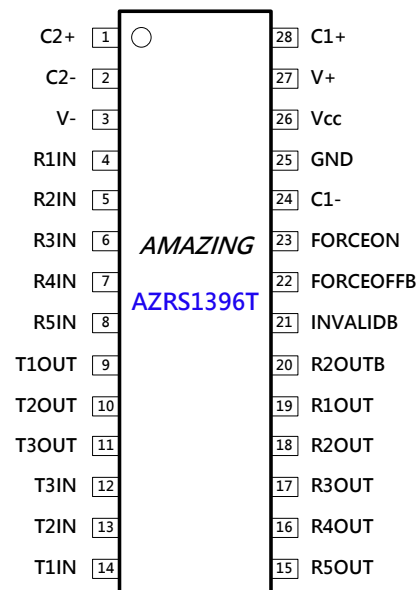 C2+ 1 28 C1+
C2- 2 27 V+
V- 3 26 Vcc
R1IN 4 25 GND
R2IN 5 24 C1-
R3IN 6 AMAZING 23 FORCEON
R4IN 7 22 FORCEOFFB
AZRS1396T
R5IN 8 21 INVALIDB
T1OUT 9 20 R2OUTB
T2OUT 10 19 R1OUT
T3OUT 11 18 R2OUT
T3IN 12 17 R3OUT
T2IN 13 16 R4OUT
T1IN 14 15 R5OUT